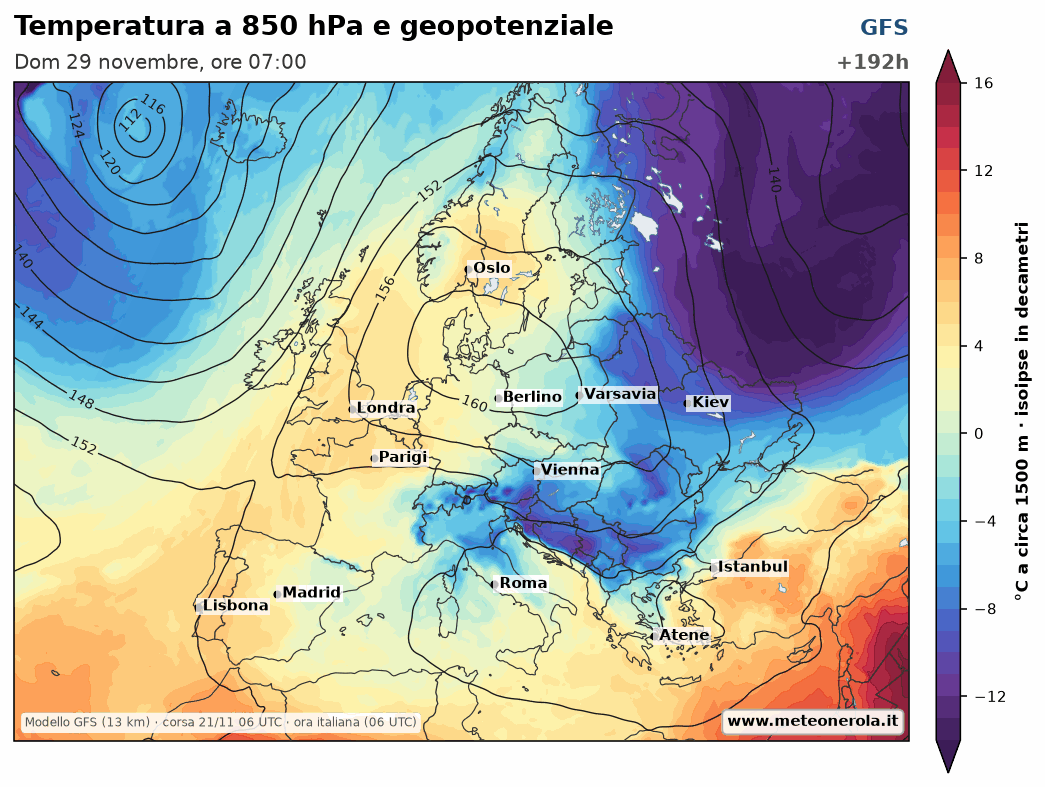 Temperatura a 850 hPa e geopotenziale
GFS
Dom 29 novembre, ore 07:00
+192h
116
112
124
120
140
144
148
152
152
156
160
140
Oslo
Berlino
Varsavia
Kiev
Londra
Parigi
Vienna
Istanbul
Roma
Madrid
Lisbona
Atene
16
12
8
4
0
−4
−8
−12
°C a circa 1500 m · isoipse in decametri
Modello GFS (13 km) · corsa 21/11 06 UTC · ora italiana (06 UTC)
www.meteonerola.it